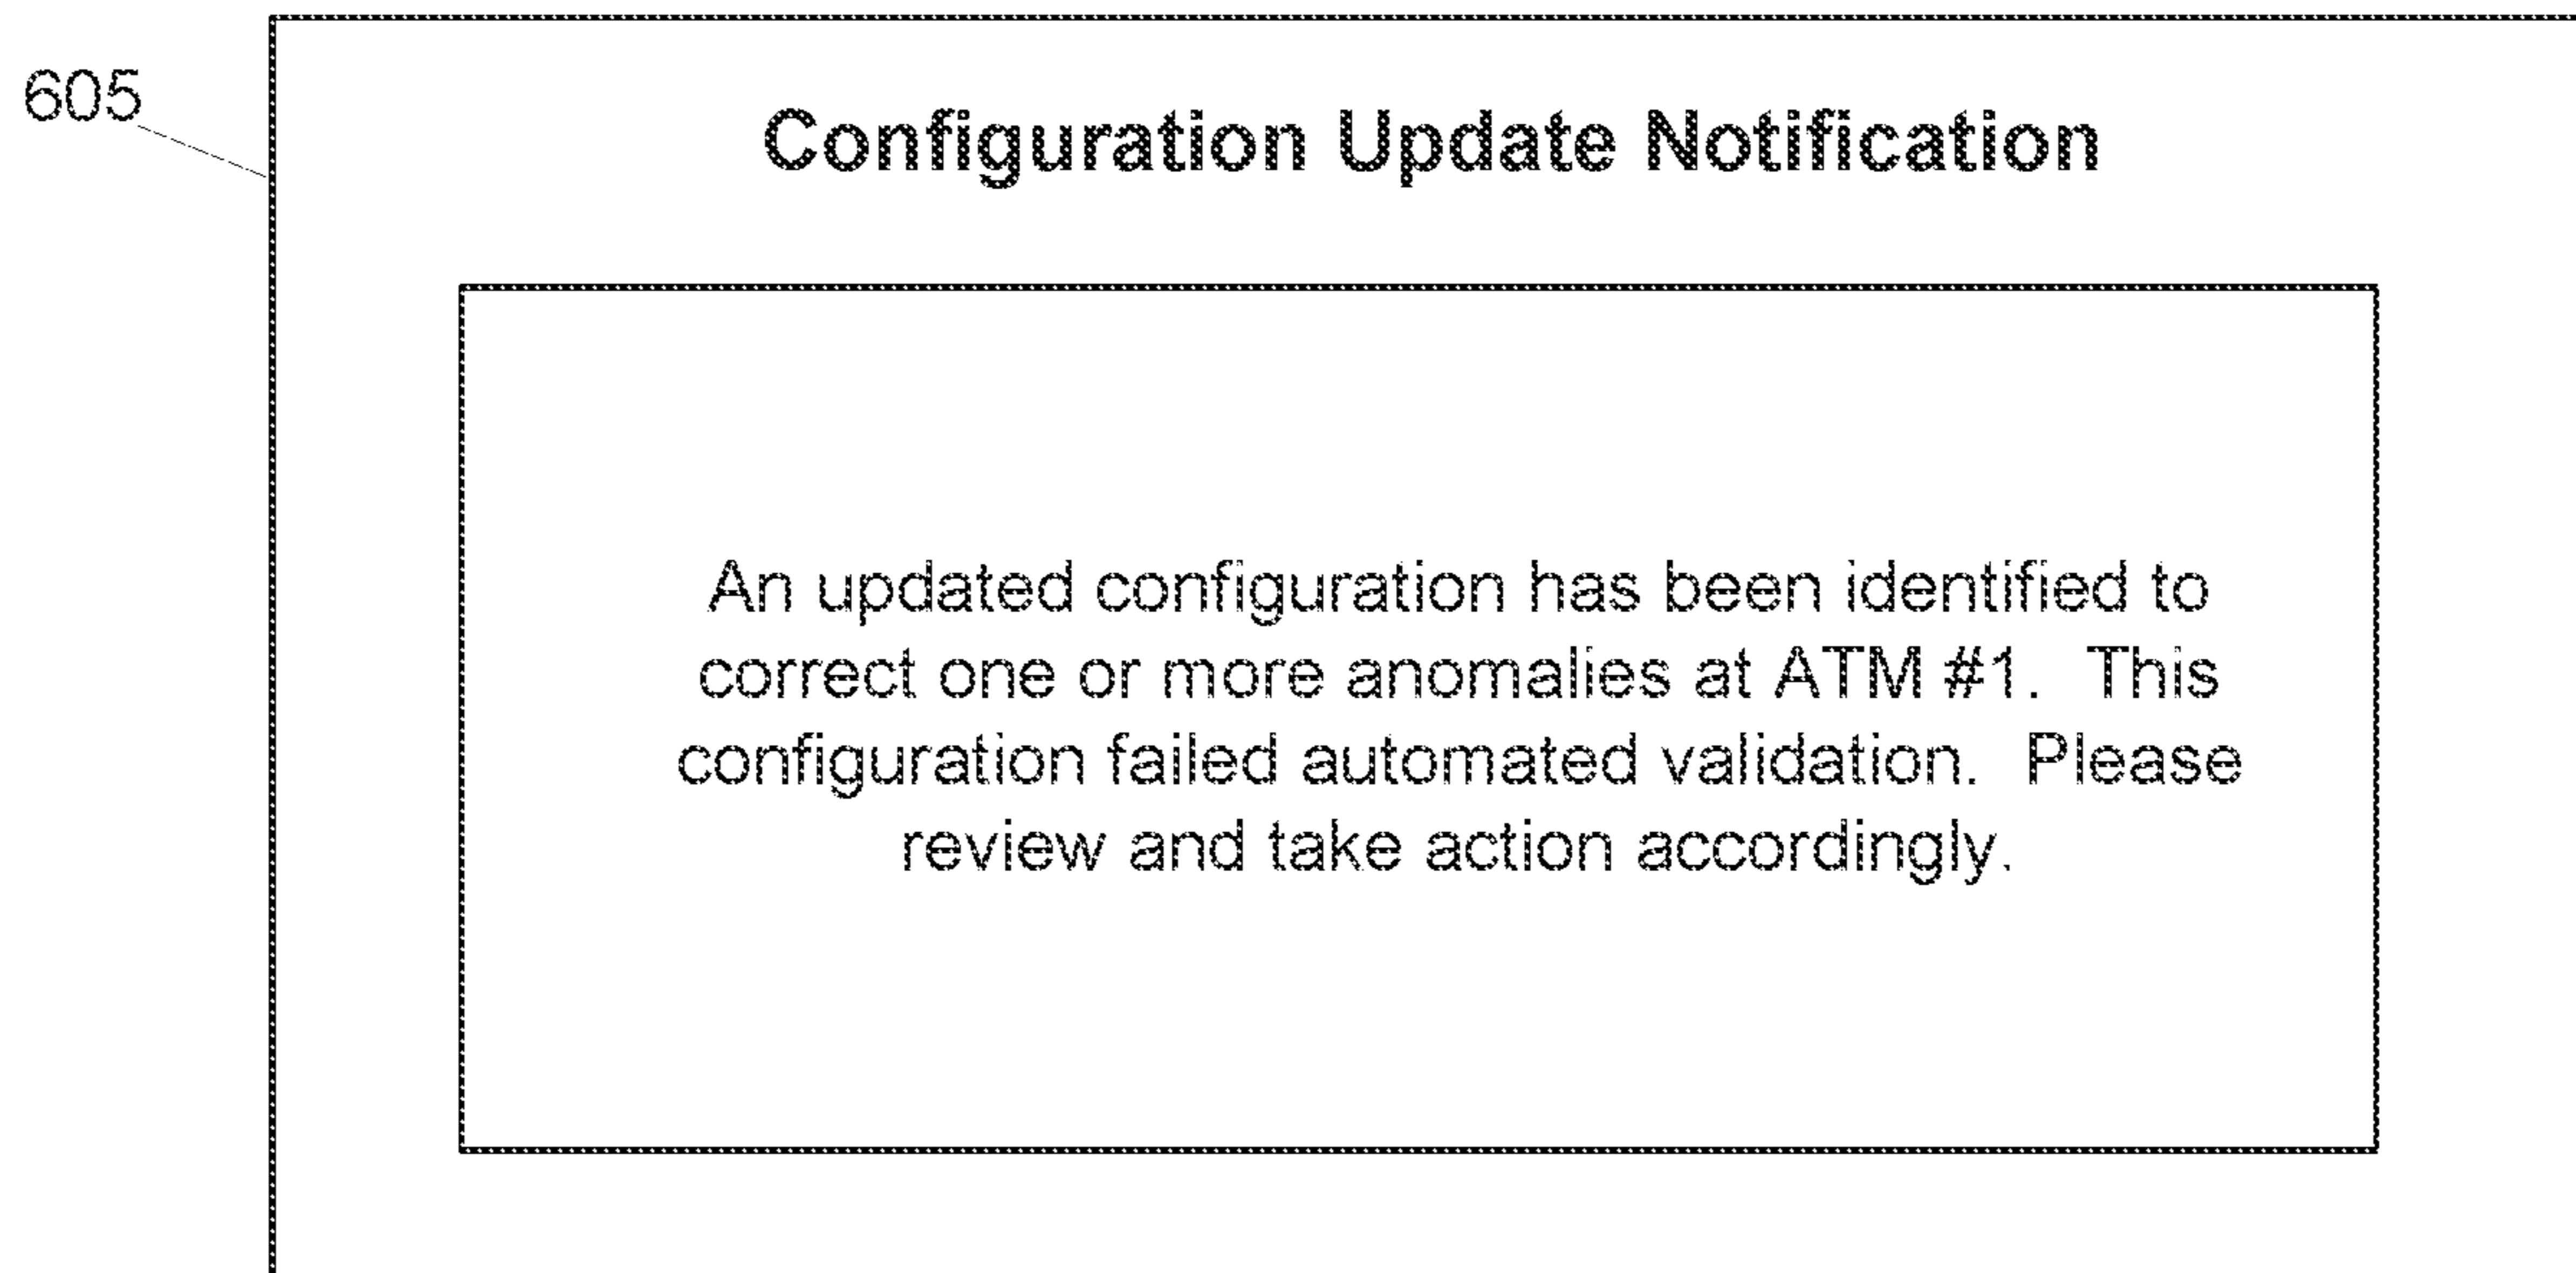 605
Configuration Update Notification
An updated configuration has been identified to
correct one or more anomalies at ATM #1.  This
configuration failed automated validation.  Please
review and take action accordingly.